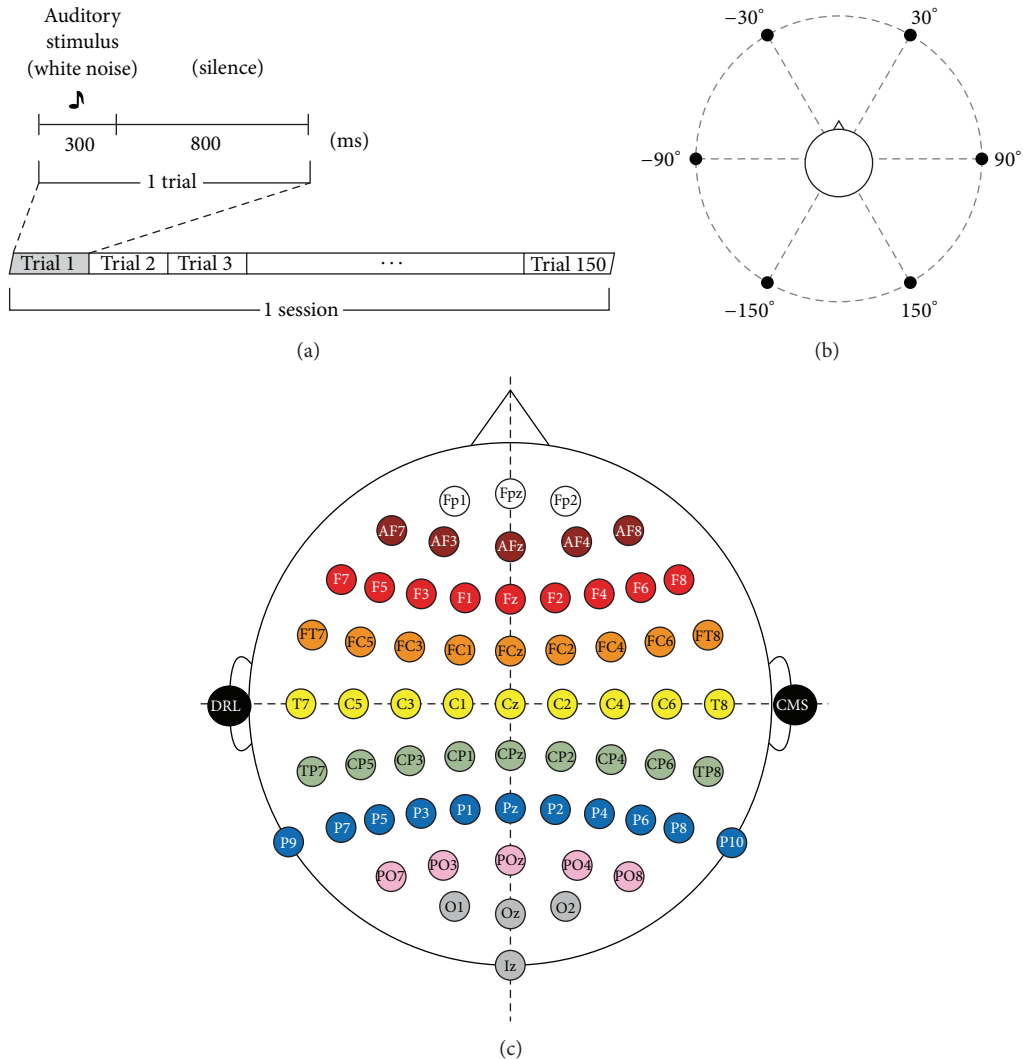 Auditory
stimulus
(white noise)
(silence)
300
800
(ms)
1 trial
Trial 1
Trial 2
Trial 3
···
Trial 150
1 session
(a)
−30°
30°
−90°
90°
−150°
150°
(b)
Fp1
Fpz
Fp2
AF7
AF3
AFz
AF4
AF8
F7
F5
F3
F1
Fz
F2
F4
F6
F8
FT7
FC5
FC3
FC1
FCz
FC2
FC4
FC6
FT8
DRL
T7
C5
C3
C1
Cz
C2
C4
C6
T8
CMS
TP7
CP5
CP3
CP1
CPz
CP2
CP4
CP6
TP8
P9
P7
P5
P3
P1
Pz
P2
P4
P6
P8
P10
PO7
PO3
POz
PO4
PO8
O1
Oz
O2
Iz
(c)